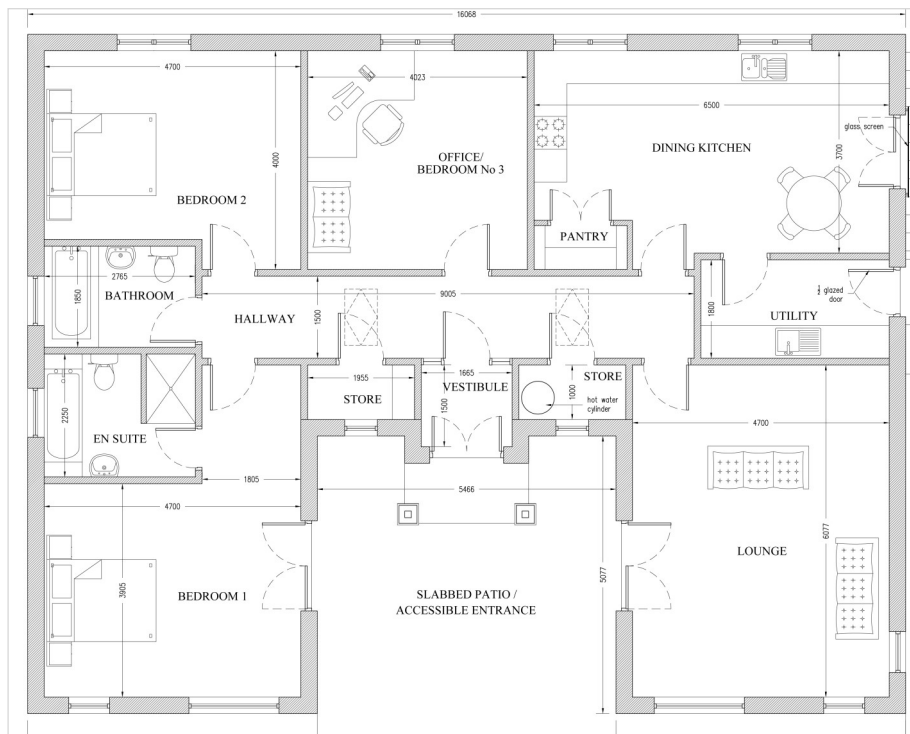 16068
4700
4023
6500
4000
3700
glass screen
OFFICE/
BEDROOM No 3
DINING KITCHEN
BEDROOM 2
PANTRY
2765
1850
BATHROOM
9005
HALLWAY
1500
1800
½ glazed
door
UTILITY
1955
STORE
1665
VESTIBULE
1500
STORE
1000
hot water
cylinder
2250
EN SUITE
1805
4700
5466
4700
6077
LOUNGE
4700
3905
BEDROOM 1
5077
SLABBED PATIO /
ACCESSIBLE ENTRANCE